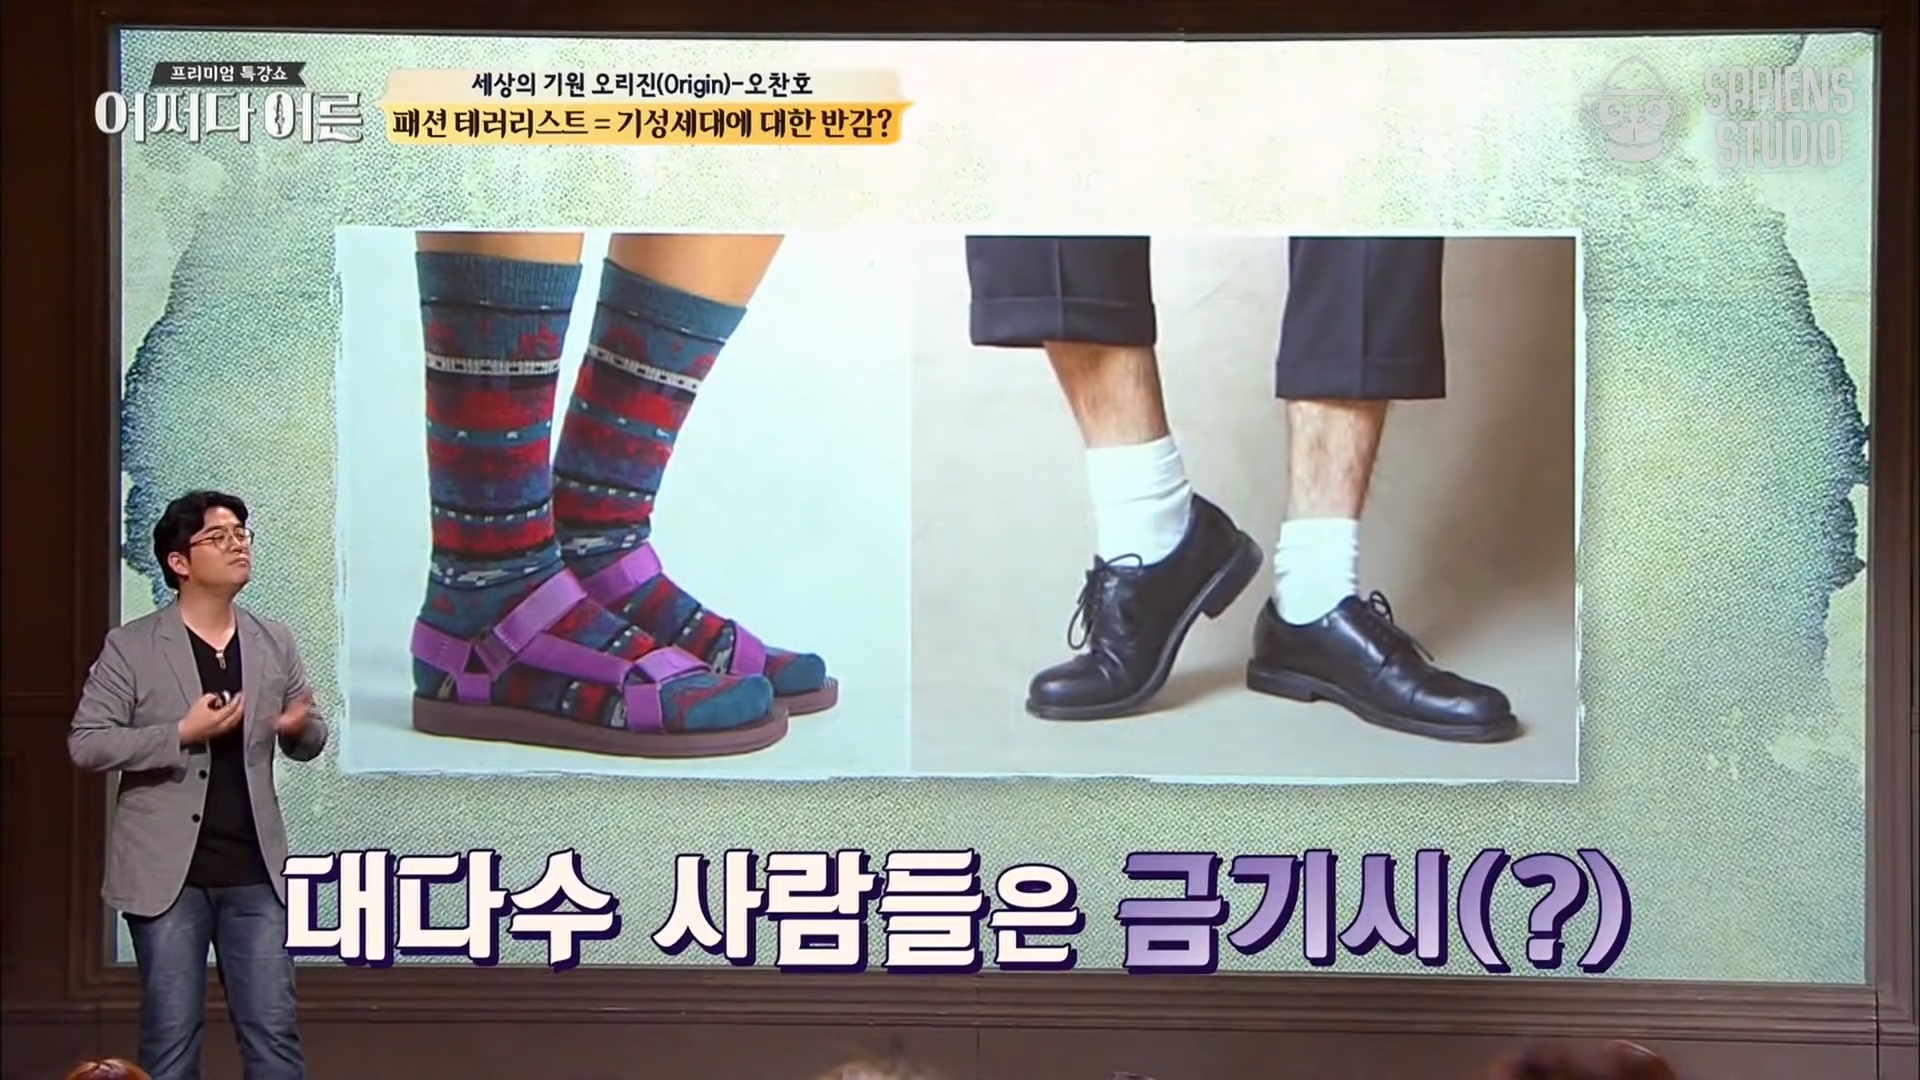 프리미엄 특강쇼
어쩌다 어른
세상의 기원 오리진(Origin)-오찬호
패션 테러리스트 = 기성세대에 대한 반감?
SAPIENS
STUDIO
대다수 사람들은 금기시(?)